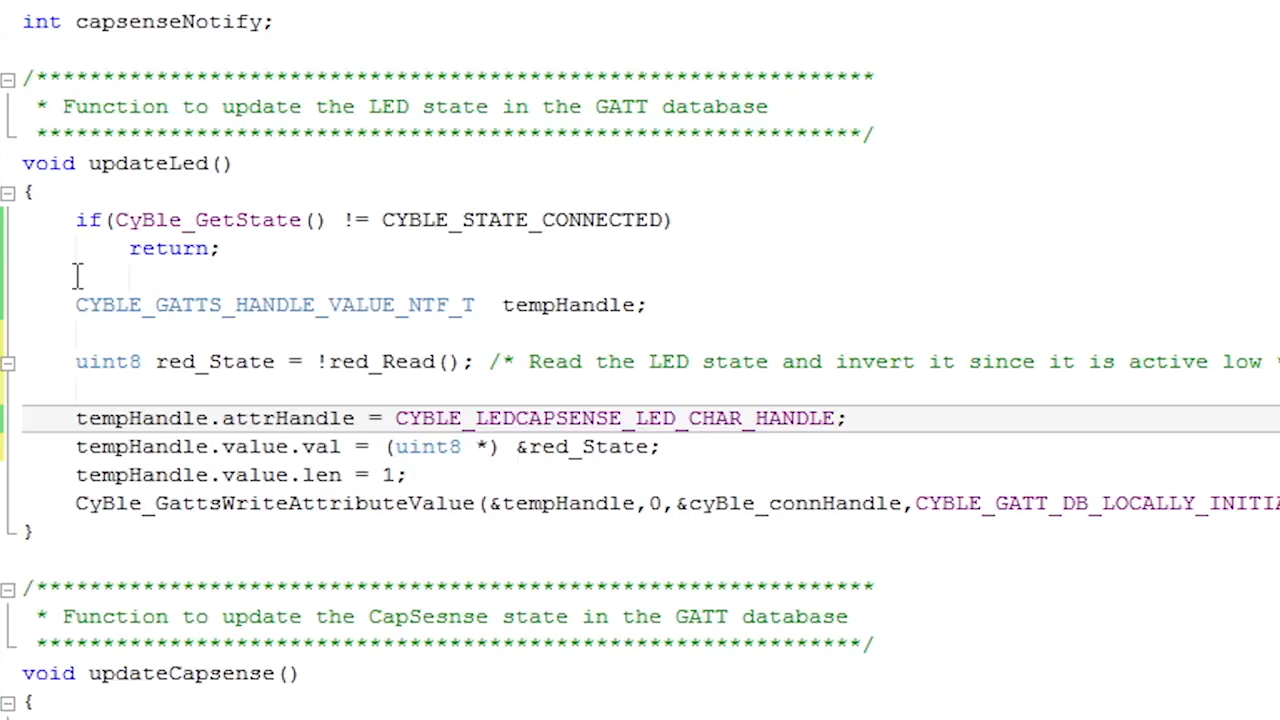 int capsenseNotify;
/***************************************************************
* Function to update the LED state in the GATT database
**************************************************************/
void updateLed()
{
if(CyBle_GetState() != CYBLE_STATE_CONNECTED)
return;
CYBLE_GATTS_HANDLE_VALUE_NTF_T tempHandle;
uint8 red_State = !red_Read(); /* Read the LED state and invert it since it is active low
tempHandle.attrHandle = CYBLE_LEDCAPSENSE_LED_CHAR_HANDLE;
tempHandle.value.val = (uint8 *) &red_State;
tempHandle.value.len = 1;
CyBle_GattsWriteAttributeValue(&tempHandle,0,&cyBle_connHandle,CYBLE_GATT_DB_LOCALLY_INITI
}
/***************************************************************
* Function to update the CapSesnse state in the GATT database
**************************************************************/
void updateCapsense()
{